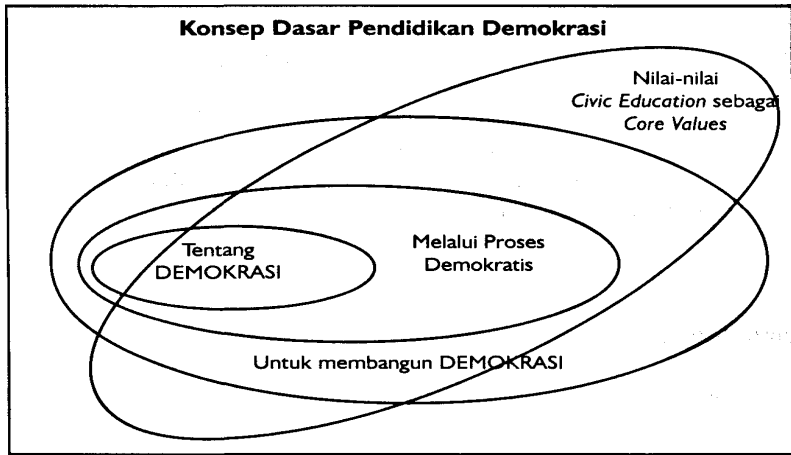 Konsep Dasar Pendidikan Demokrasi
Nilai-nilai
Civic Education sebagai
Core Values
Tentang
DEMOKRASI
Melalui Proses
Demokratis
Untuk membangun DEMOKRASI